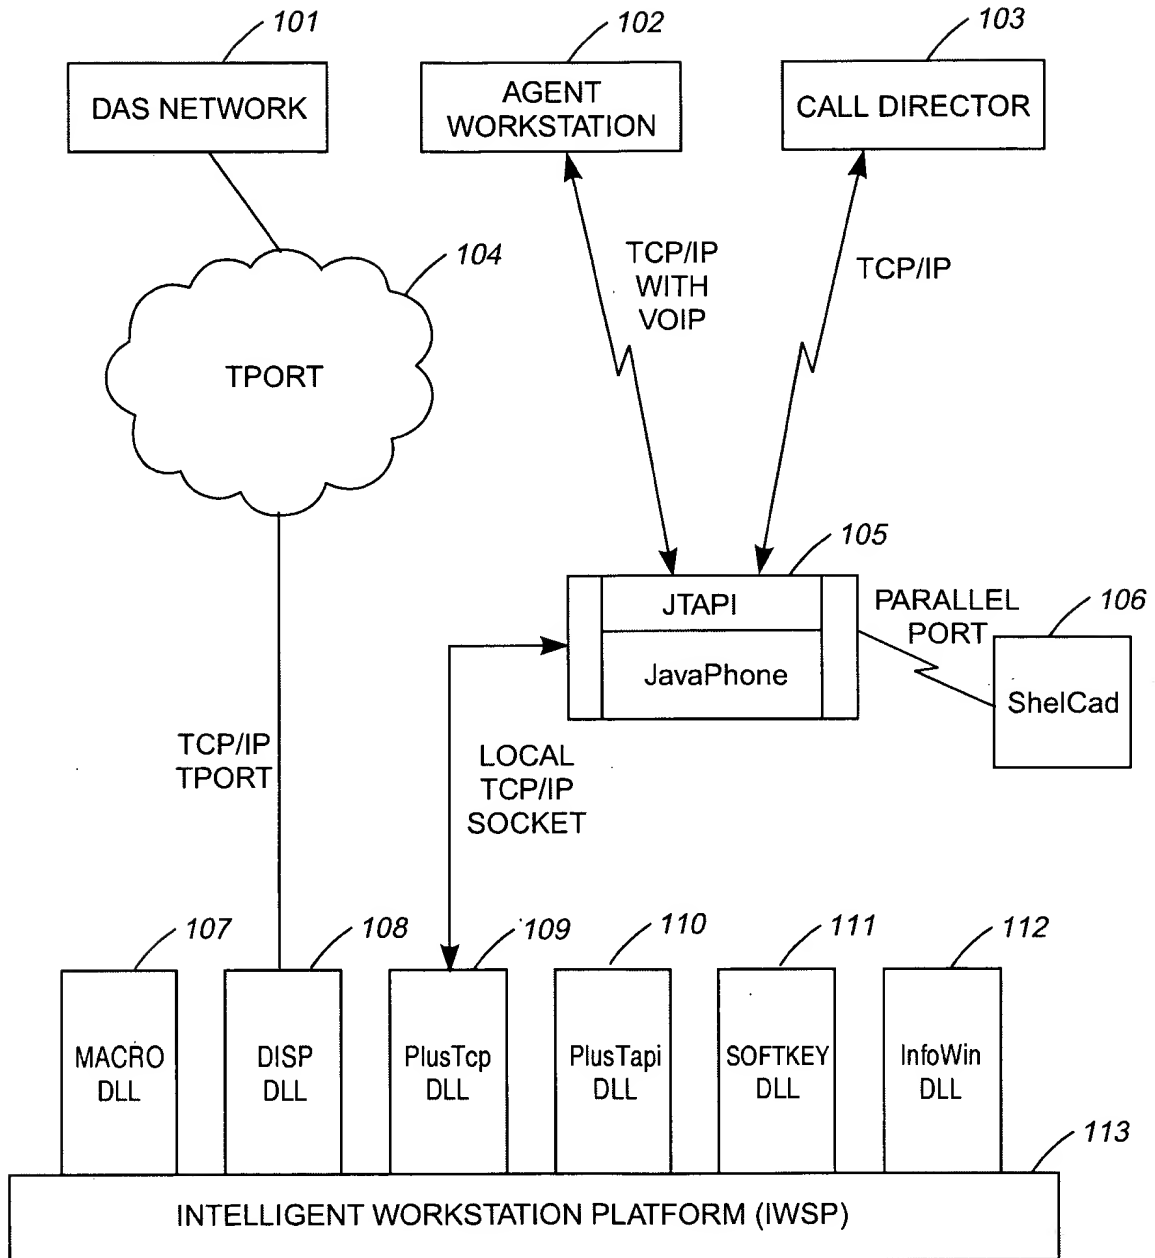 101
102
103
DAS NETWORK
AGENT
WORKSTATION
CALL DIRECTOR
104
TCP/IP
WITH
VOIP
TCP/IP
TPORT
105
JTAPI
JavaPhone
PARALLEL
PORT
106
ShelCad
TCP/IP
TPORT
LOCAL
TCP/IP
SOCKET
107
108
109
110
111
112
MACRO
DLL
DISP
DLL
PlusTcp
DLL
PlusTapi
DLL
SOFTKEY
DLL
InfoWin
DLL
113
INTELLIGENT WORKSTATION PLATFORM (IWSP)